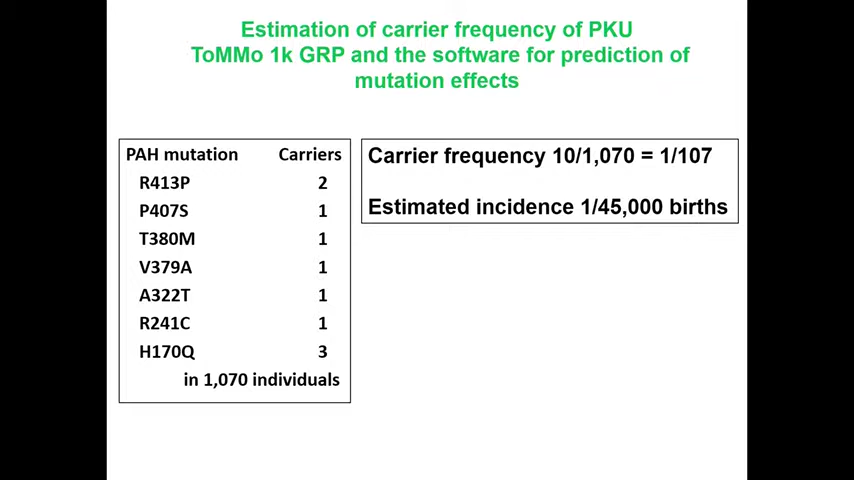 Estimation of carrier frequency of PKU
ToMMo 1k GRP and the software for prediction of
mutation effects
PAH mutation Carriers
R413P 2
P407S 1
T380M 1
V379A 1
A322T 1
R241C 1
H170Q 3
in 1,070 individuals
Carrier frequency 10/1,070 = 1/107
Estimated incidence 1/45,000 births